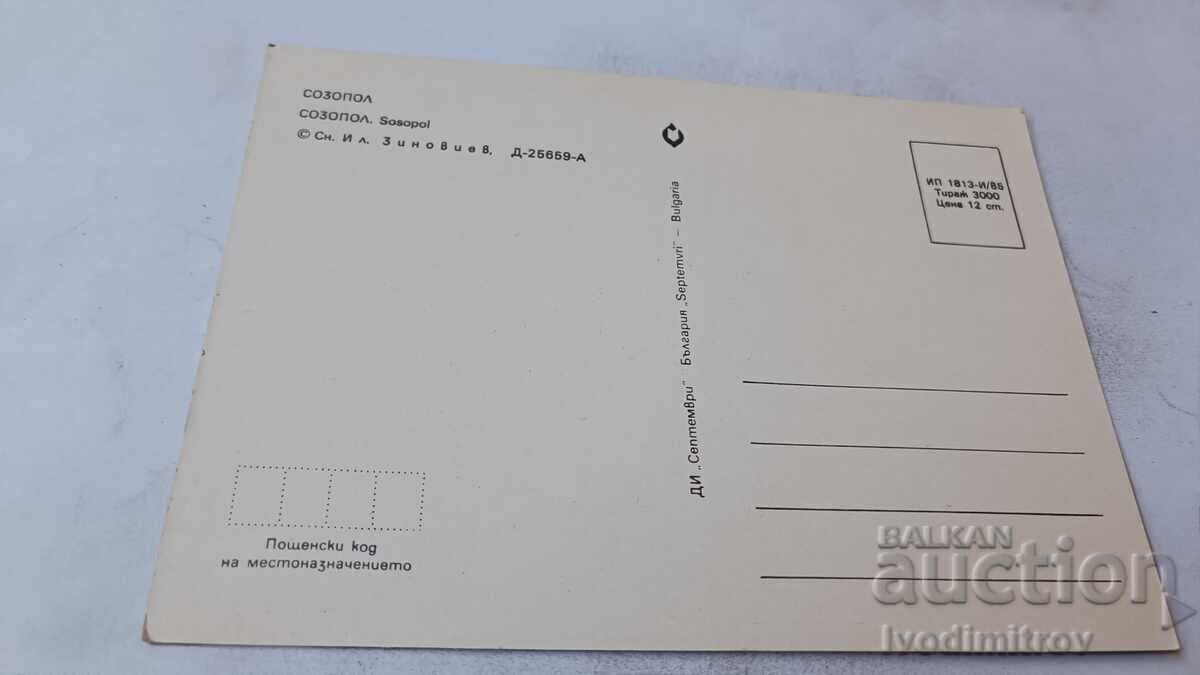 СОЗОПОЛ
СОЗОПОЛ. Sosopol
© Сн. Ил. Зиновиев, Д-25659-А
ДИ „Септември" България „Septemvri" – Bulgaria
ИП 1813-И/85
Тираж 3000
Цена 12 ст.
Пощенски код
на местоназначението
BALKAN
auction
Ivodimitrov